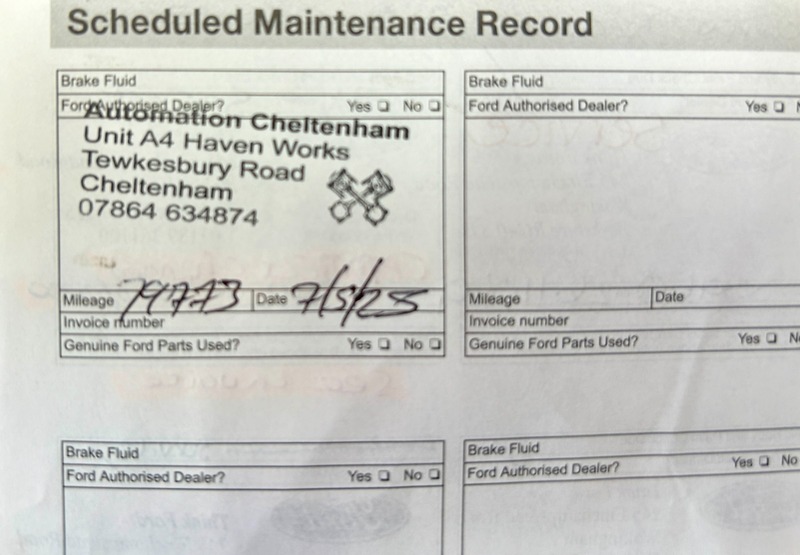 Scheduled Maintenance Record
Brake Fluid
Ford Authorised Dealer? Yes No
Automation Cheltenham
Unit A4 Haven Works
Tewkesbury Road
Cheltenham
07864 634874
Mileage 79773 Date 7/5/25
Invoice number
Genuine Ford Parts Used? Yes No
Brake Fluid
Ford Authorised Dealer? Yes
Mileage Date
Invoice number
Genuine Ford Parts Used? Yes
Brake Fluid
Ford Authorised Dealer? Yes No
Brake Fluid
Ford Authorised Dealer? Yes No